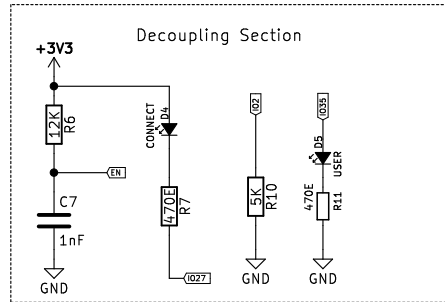 Decoupling Section
+3V3
12K
R6
EN
C7
1nF
GND
CONNECT
D4
470E
R7
IO27
IO2
5K
R10
GND
IO35
D5
USER
470E
R11
GND